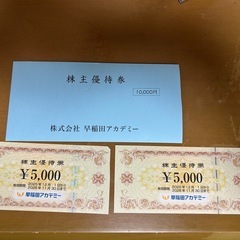 株主優待券
10,000円
株式会社 早稲田アカデミー
株主優待券
¥5,000
早稲田アカデミー
株主優待券
¥5,000
早稲田アカデミー